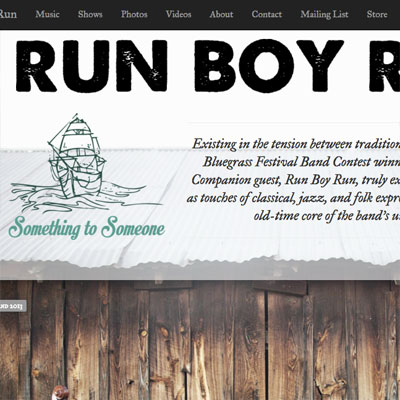 Run Music Shows Photos Videos About Contact Mailing List Store
RUN BOY R
Existing in the tension between tradition
Bluegrass Festival Band Contest winn
Companion guest, Run Boy Run, truly ex
as touches of classical, jazz, and folk expre
old-time core of the band's u
Something to Someone
AND 2013